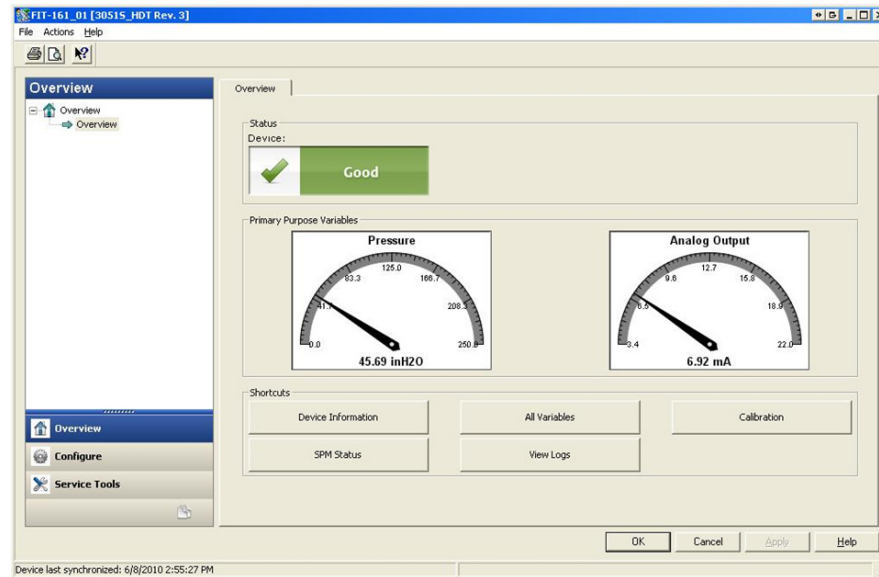 FIT-161_01 [3051S_HDT Rev. 3]
File Actions Help
Overview
Overview
Overview
Overview
Status
Device:
Good
Primary Purpose Variables
Pressure
0.0
41.7
83.3
125.0
166.7
208.3
250.0
45.69 inH2O
Analog Output
3.4
6.5
9.6
12.7
15.8
18.9
22.0
6.92 mA
Shortcuts
Device Information
All Variables
Calibration
SPM Status
View Logs
Overview
Configure
Service Tools
OK
Cancel
Apply
Help
Device last synchronized: 6/8/2010 2:55:27 PM